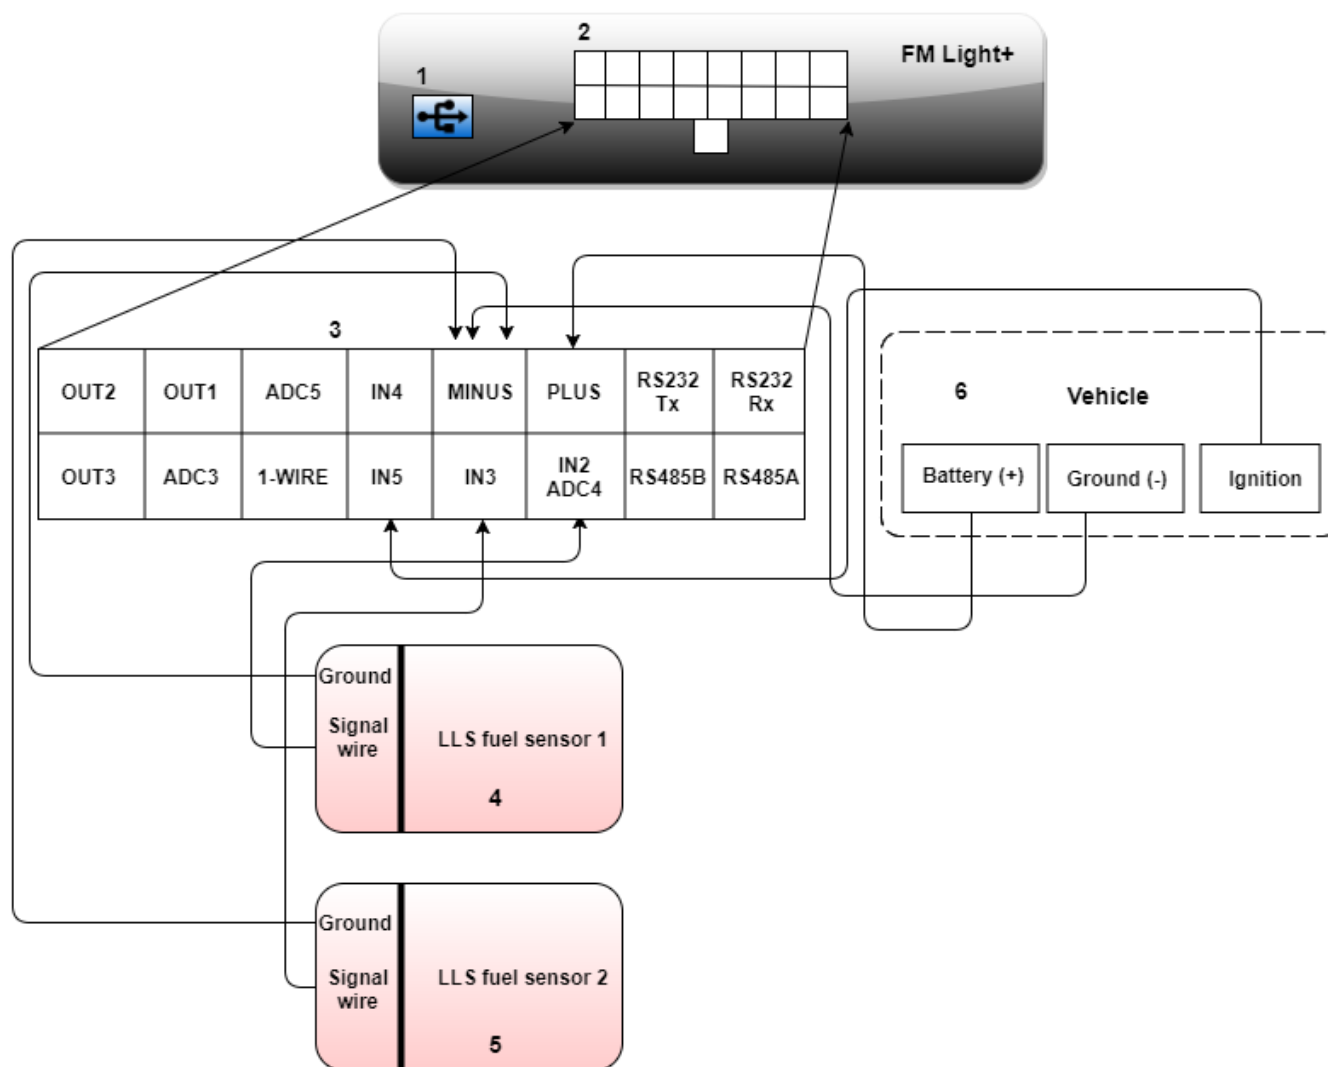 2
FM Light+
1
3
OUT2 OUT1 ADC5 IN4 MINUS PLUS RS232 Tx RS232 Rx
OUT3 ADC3 1-WIRE IN5 IN3 IN2 ADC4 RS485B RS485A
6
Vehicle
Battery (+) Ground (-) Ignition
Ground
Signal
wire
LLS fuel sensor 1
4
Ground
Signal
wire
LLS fuel sensor 2
5